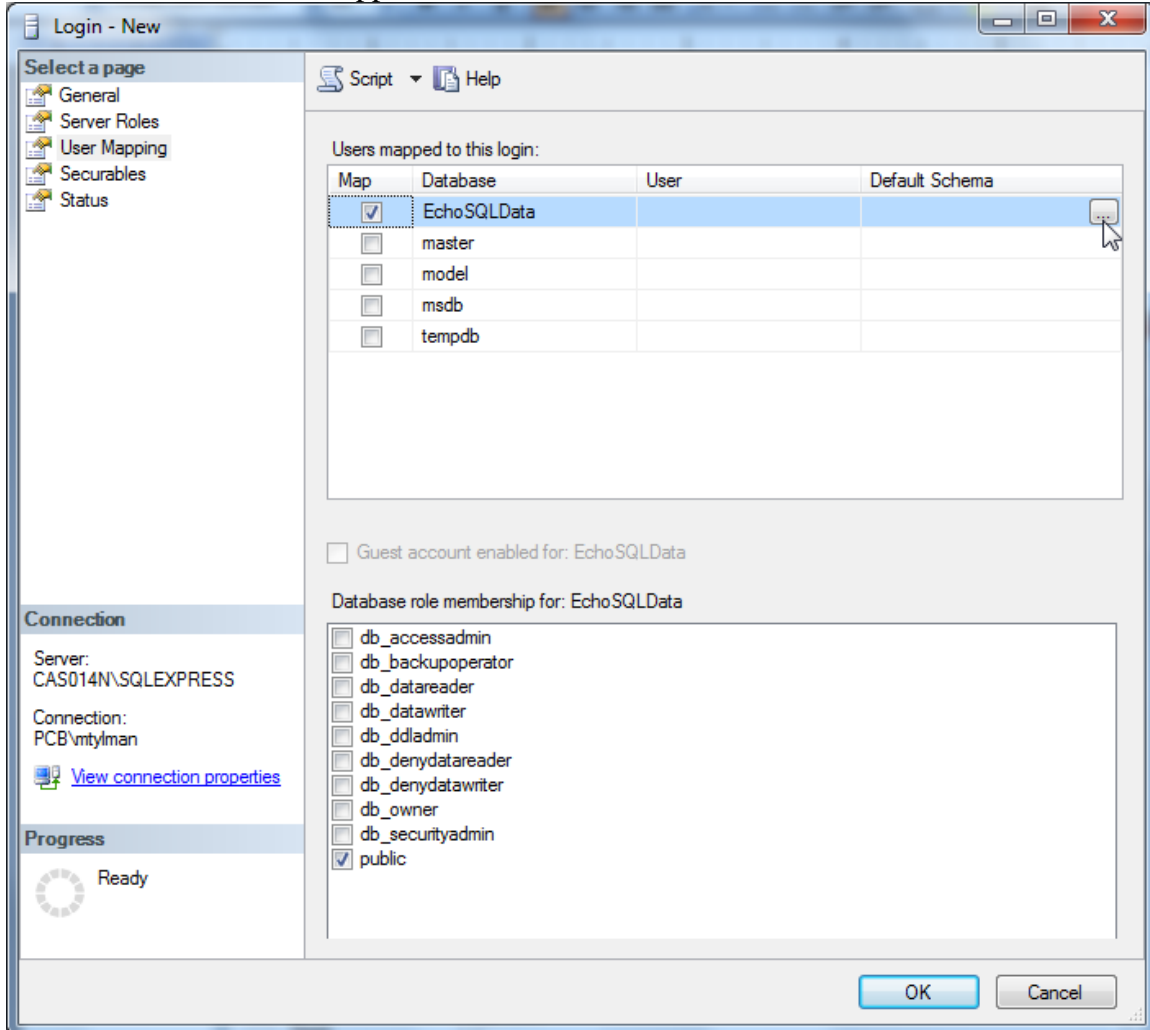 Login - New
Select a page
General
Server Roles
User Mapping
Securables
Status
Script Help
Users mapped to this login:
Map Database User Default Schema
EchoSQLData ...
master
model
msdb
tempdb
Guest account enabled for: EchoSQLData
Database role membership for: EchoSQLData
db_accessadmin
db_backupoperator
db_datareader
db_datawriter
db_ddladmin
db_denydatareader
db_denydatawriter
db_owner
db_securityadmin
public
Connection
Server:
CAS014N\SQLEXPRESS
Connection:
PCB\mtylman
View connection properties
Progress
Ready
OK Cancel